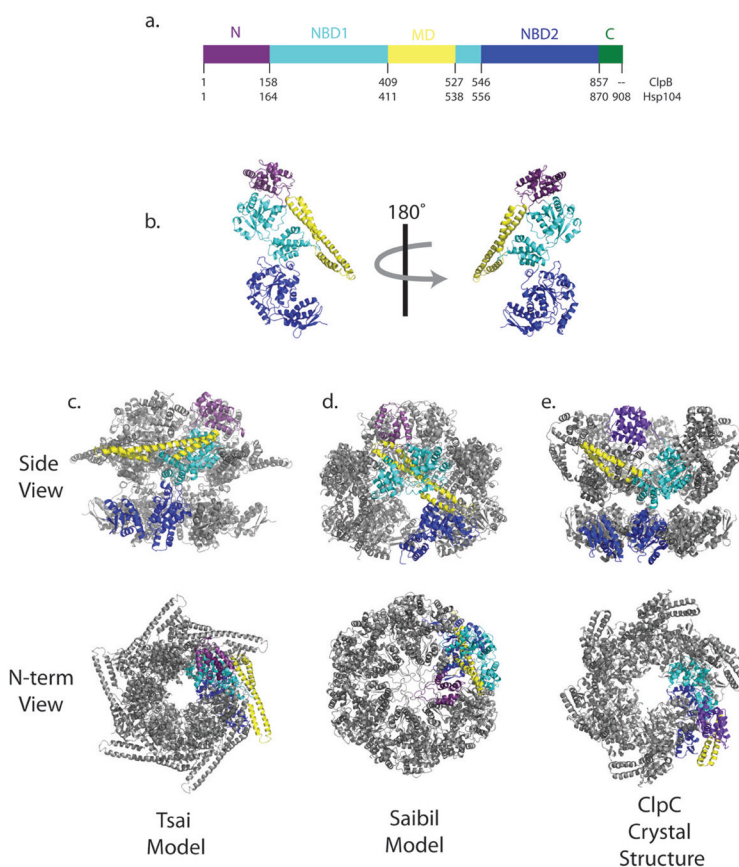 a.
N NBD1 MD NBD2 C
1 158 409 527 546 857 -- ClpB
1 164 411 538 556 870 908 Hsp104
b.
180˚
c. d. e.
Side
View
N-term
View
Tsai
Model
Saibil
Model
ClpC
Crystal
Structure